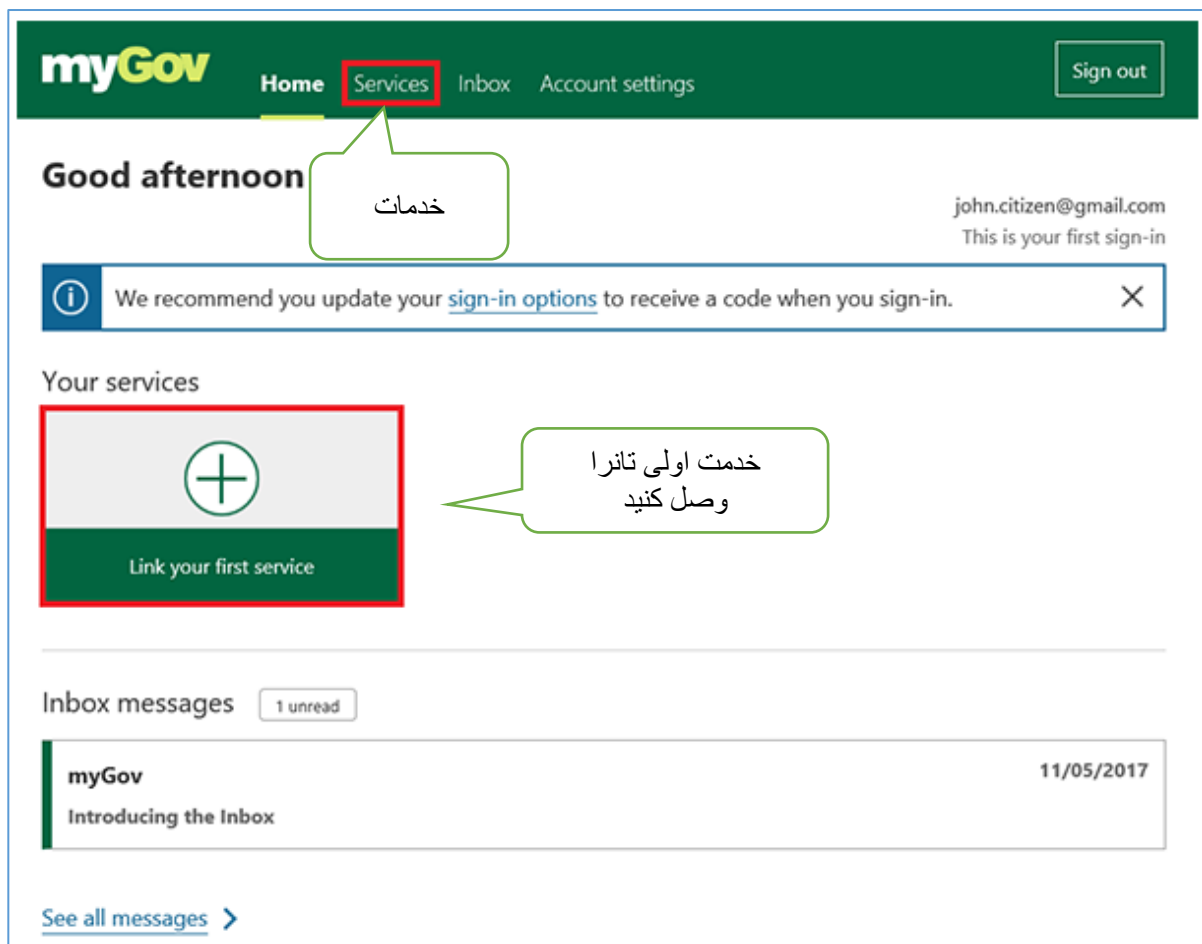 myGov
Home Services Inbox Account settings
Sign out
Good afternoon
خدمات
john.citizen@gmail.com
This is your first sign-in
We recommend you update your sign-in options to receive a code when you sign-in.
Your services
خدمت اولی تانرا
وصل کنید
Link your first service
Inbox messages 1 unread
myGov 11/05/2017
Introducing the Inbox
See all messages